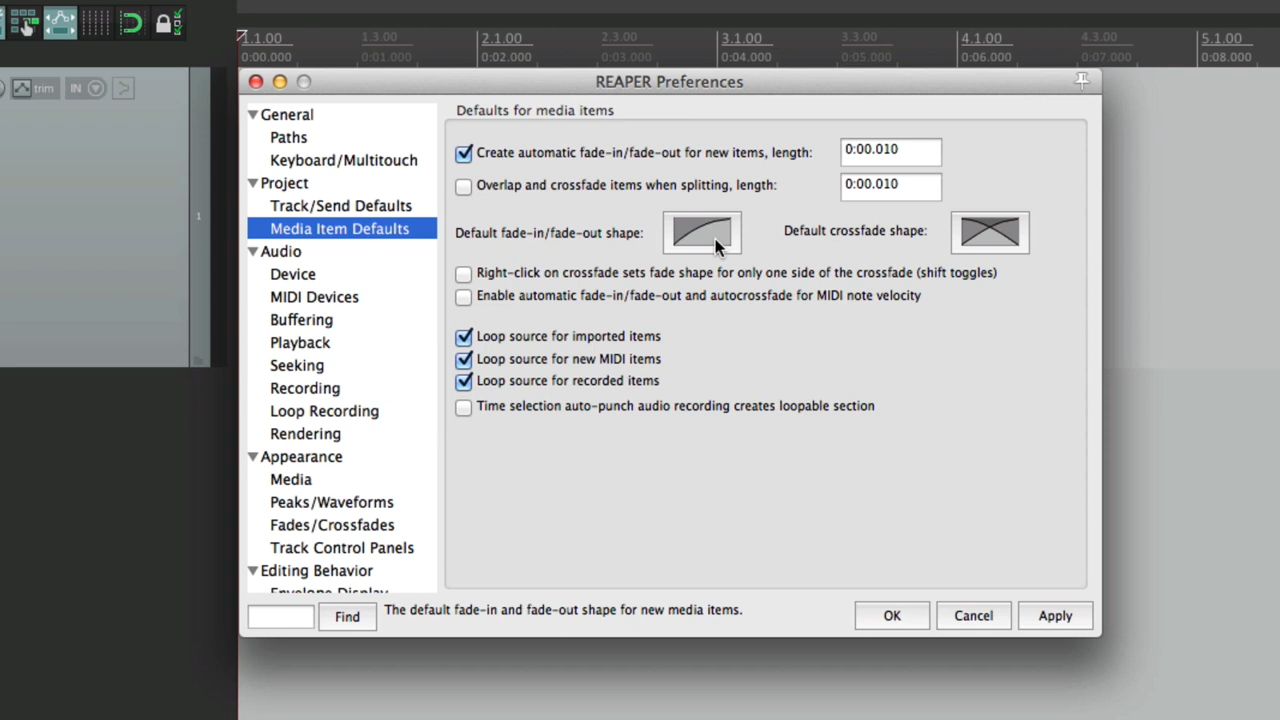 1.1.00 1.3.00 2.1.00 2.3.00 3.1.00 3.3.00 4.1.00 4.3.00 5.1.00
0:00.000 0:01.000 0:02.000 0:03.000 0:04.000 0:05.000 0:06.000 0:07.000 0:08.000
trim IN
1
REAPER Preferences
General
Paths
Keyboard/Multitouch
Project
Track/Send Defaults
Media Item Defaults
Audio
Device
MIDI Devices
Buffering
Playback
Seeking
Recording
Loop Recording
Rendering
Appearance
Media
Peaks/Waveforms
Fades/Crossfades
Track Control Panels
Editing Behavior
Envelope Display
Defaults for media items
Create automatic fade-in/fade-out for new items, length: 0:00.010
Overlap and crossfade items when splitting, length: 0:00.010
Default fade-in/fade-out shape: Default crossfade shape:
Right-click on crossfade sets fade shape for only one side of the crossfade (shift toggles)
Enable automatic fade-in/fade-out and autocrossfade for MIDI note velocity
Loop source for imported items
Loop source for new MIDI items
Loop source for recorded items
Time selection auto-punch audio recording creates loopable section
Find The default fade-in and fade-out shape for new media items. OK Cancel Apply